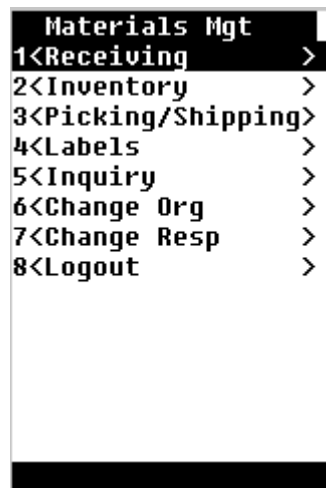 Materials Mgt
1<Receiving >
2<Inventory >
3<Picking/Shipping>
4<Labels >
5<Inquiry >
6<Change Org >
7<Change Resp >
8<Logout >